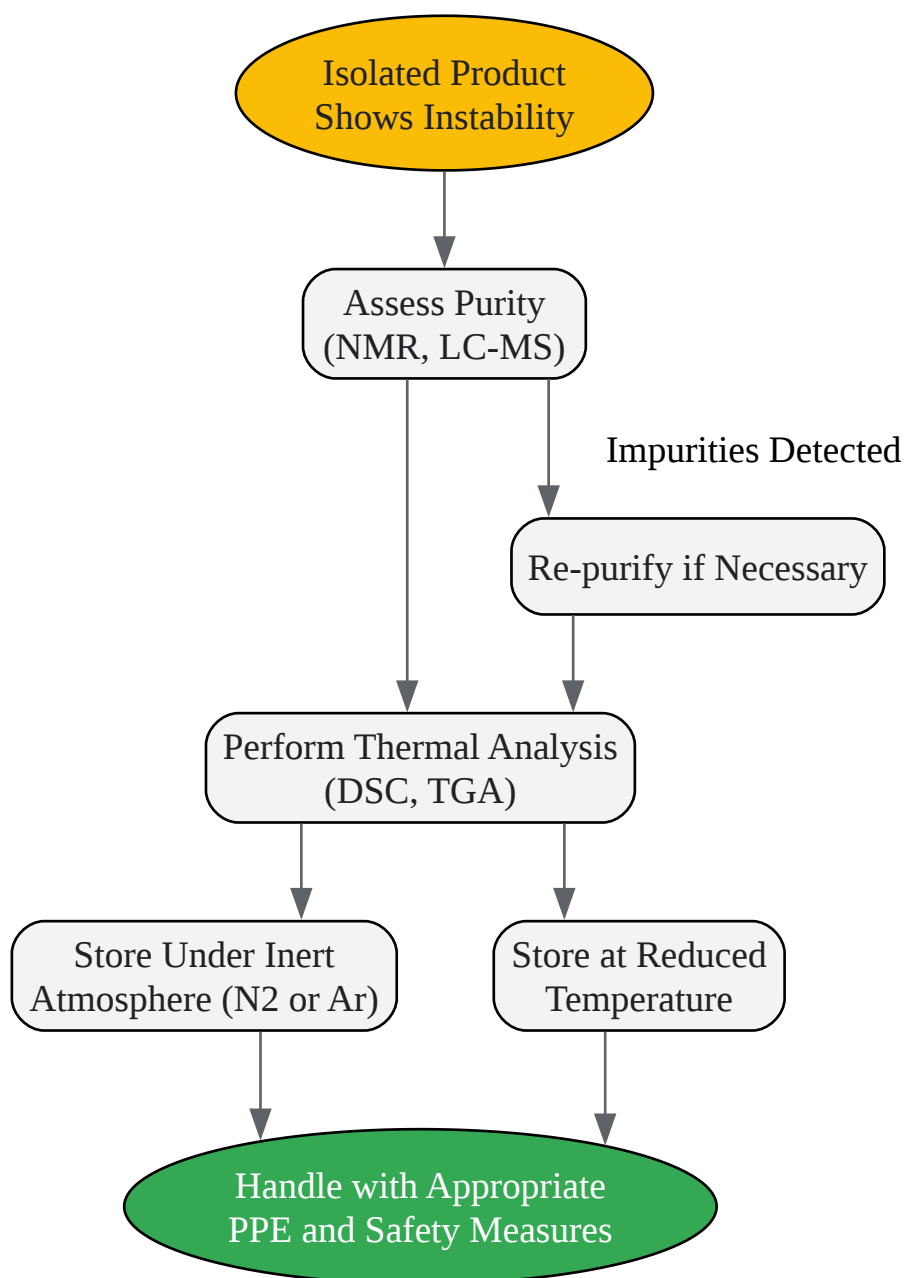 Isolated Product
Shows Instability
Assess Purity
(NMR, LC-MS)
Impurities Detected
Re-purify if Necessary
Perform Thermal Analysis
(DSC, TGA)
Store Under Inert
Atmosphere (N2 or Ar)
Store at Reduced
Temperature
Handle with Appropriate
PPE and Safety Measures